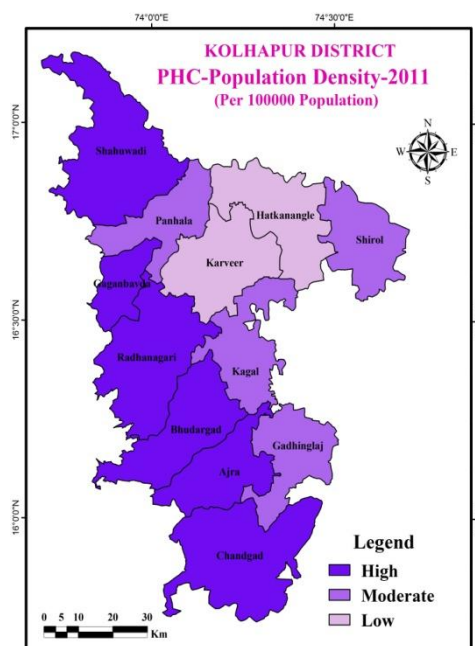 74°0'0"E 74°30'0"E
KOLHAPUR DISTRICT
PHC-Population Density-2011
(Per 100000 Population)
17°0'0"N
N
W E
S
Shahuwadi
Panhala
Hatkanangle
Shirol
Karveer
Gaganbavda
16°30'0"N
Radhanagari
Kagal
Bhudargad
Gadhinglaj
Ajra
16°0'0"N
Chandgad
Legend
High
Moderate
Low
0 5 10 20 30
Km